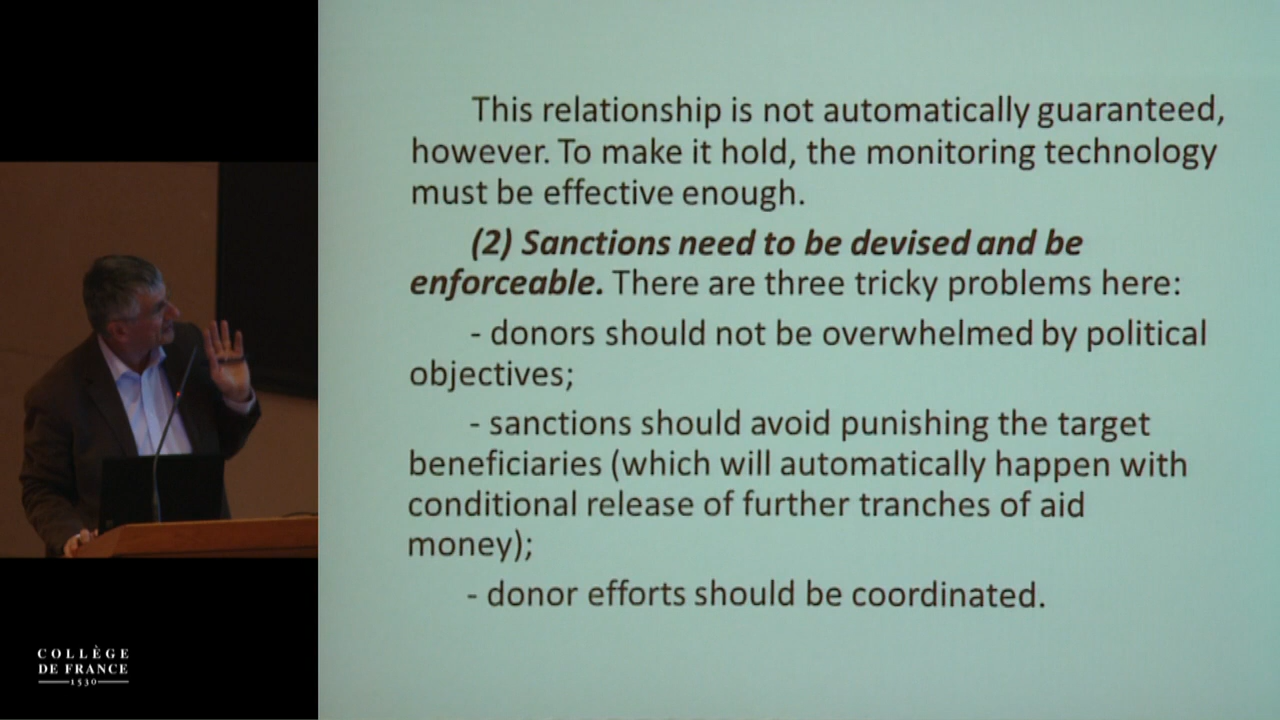 This relationship is not automatically guaranteed,
however. To make it hold, the monitoring technology
must be effective enough.
(2) Sanctions need to be devised and be
enforceable. There are three tricky problems here:
- donors should not be overwhelmed by political
objectives;
- sanctions should avoid punishing the target
beneficiaries (which will automatically happen with
conditional release of further tranches of aid
money);
- donor efforts should be coordinated.
COLLÈGE
DE FRANCE
1530